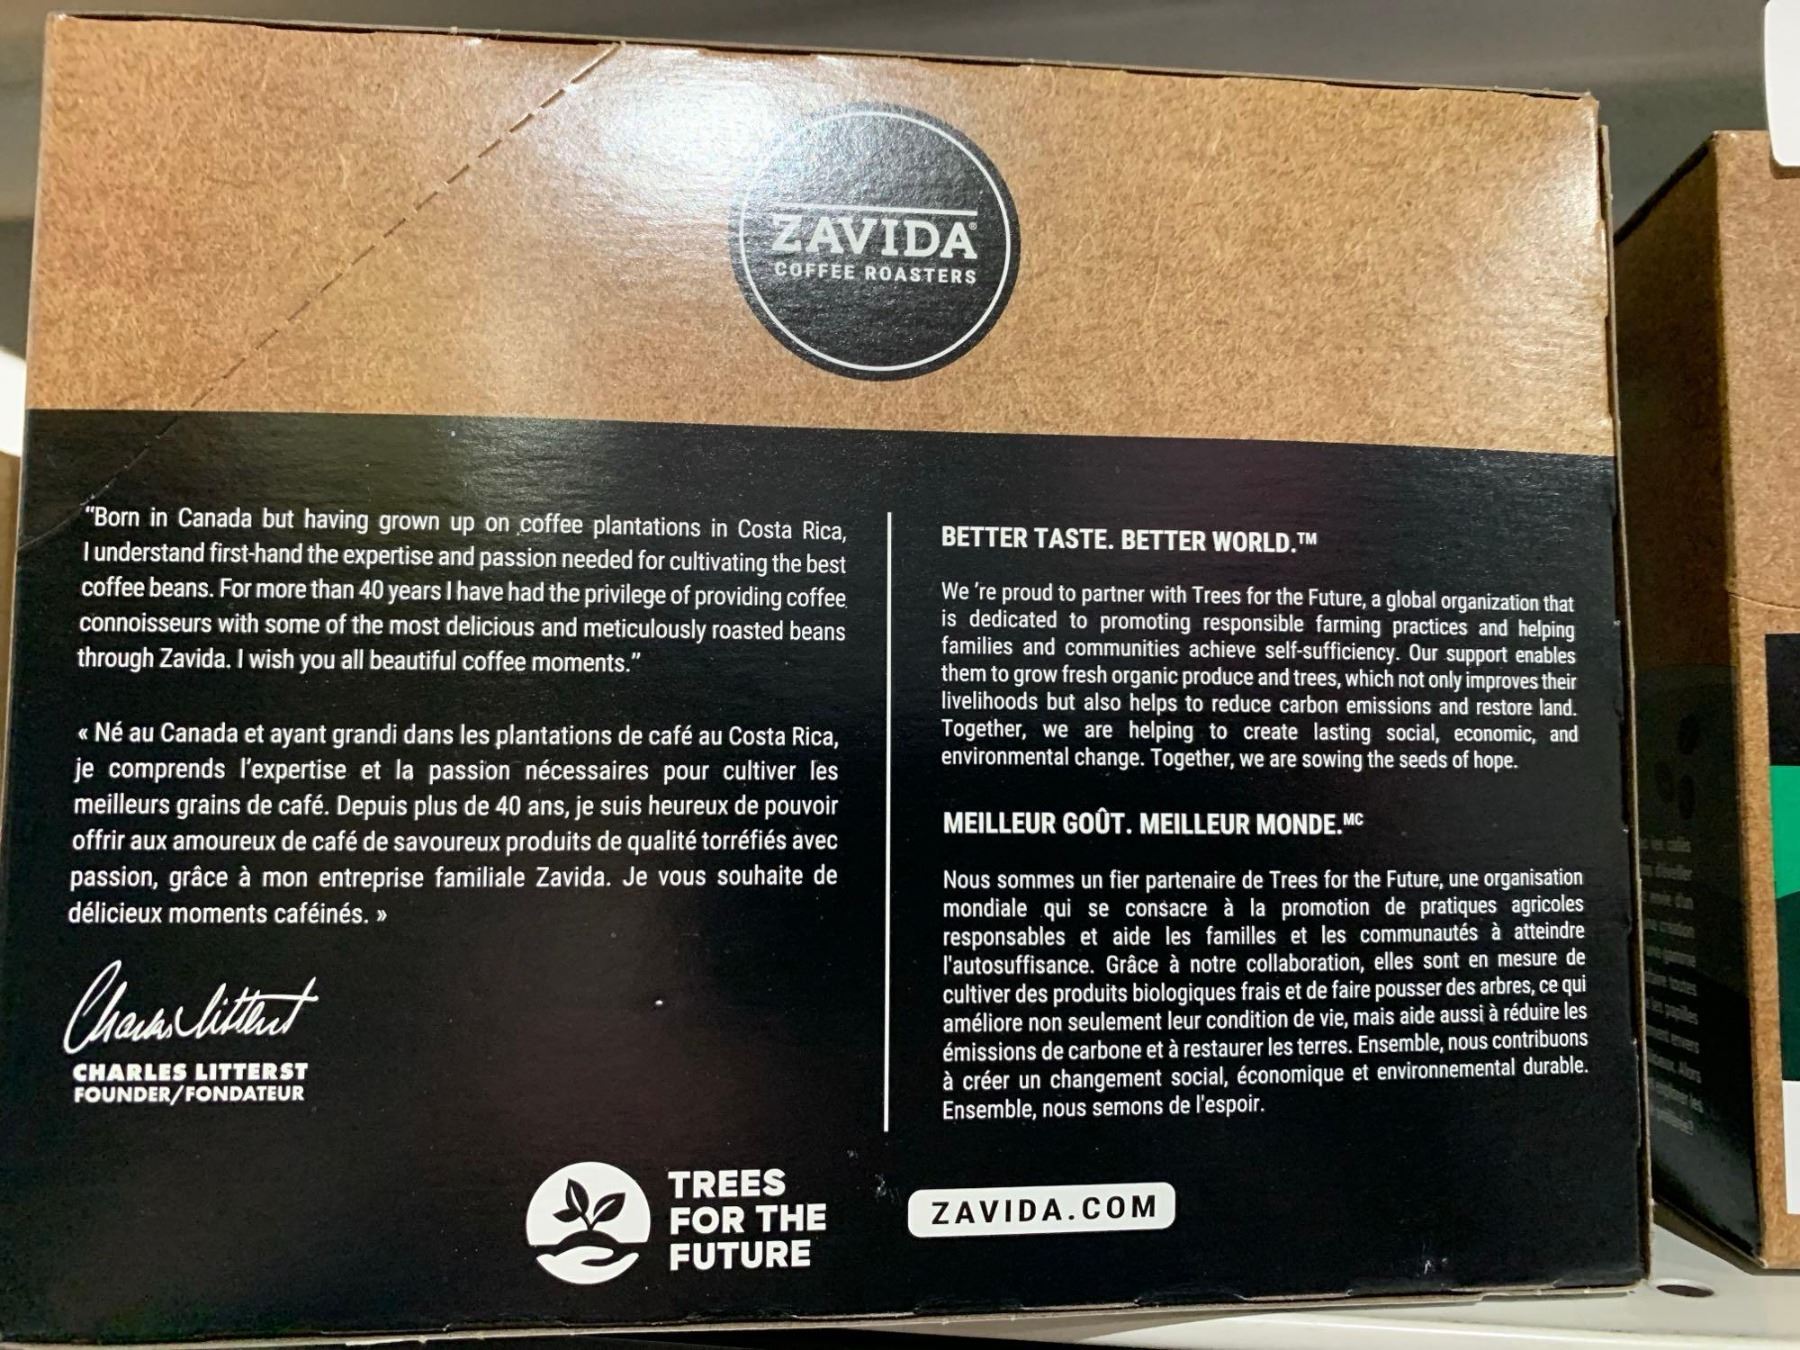 ZAVIDA®
COFFEE ROASTERS
“Born in Canada but having grown up on coffee plantations in Costa Rica,
I understand first-hand the expertise and passion needed for cultivating the best
coffee beans. For more than 40 years I have had the privilege of providing coffee
connoisseurs with some of the most delicious and meticulously roasted beans
through Zavida. I wish you all beautiful coffee moments.”
« Né au Canada et ayant grandi dans les plantations de café au Costa Rica,
je comprends l’expertise et la passion nécessaires pour cultiver les
meilleurs grains de café. Depuis plus de 40 ans, je suis heureux de pouvoir
offrir aux amoureux de café de savoureux produits de qualité torréfiés avec
passion, grâce à mon entreprise familiale Zavida. Je vous souhaite de
délicieux moments caféinés. »
Charles Litterst
CHARLES LITTERST
FOUNDER/FONDATEUR
BETTER TASTE. BETTER WORLD.™
We 're proud to partner with Trees for the Future, a global organization that
is dedicated to promoting responsible farming practices and helping
families and communities achieve self-sufficiency. Our support enables
them to grow fresh organic produce and trees, which not only improves their
livelihoods but also helps to reduce carbon emissions and restore land.
Together, we are helping to create lasting social, economic, and
environmental change. Together, we are sowing the seeds of hope.
MEILLEUR GOÛT. MEILLEUR MONDE.MC
Nous sommes un fier partenaire de Trees for the Future, une organisation
mondiale qui se consacre à la promotion de pratiques agricoles
responsables et aide les familles et les communautés à atteindre
l'autosuffisance. Grâce à notre collaboration, elles sont en mesure de
cultiver des produits biologiques frais et de faire pousser des arbres, ce qui
améliore non seulement leur condition de vie, mais aide aussi à réduire les
émissions de carbone et à restaurer les terres. Ensemble, nous contribuons
à créer un changement social, économique et environnemental durable.
Ensemble, nous semons de l'espoir.
TREES
FOR THE
FUTURE
ZAVIDA.COM